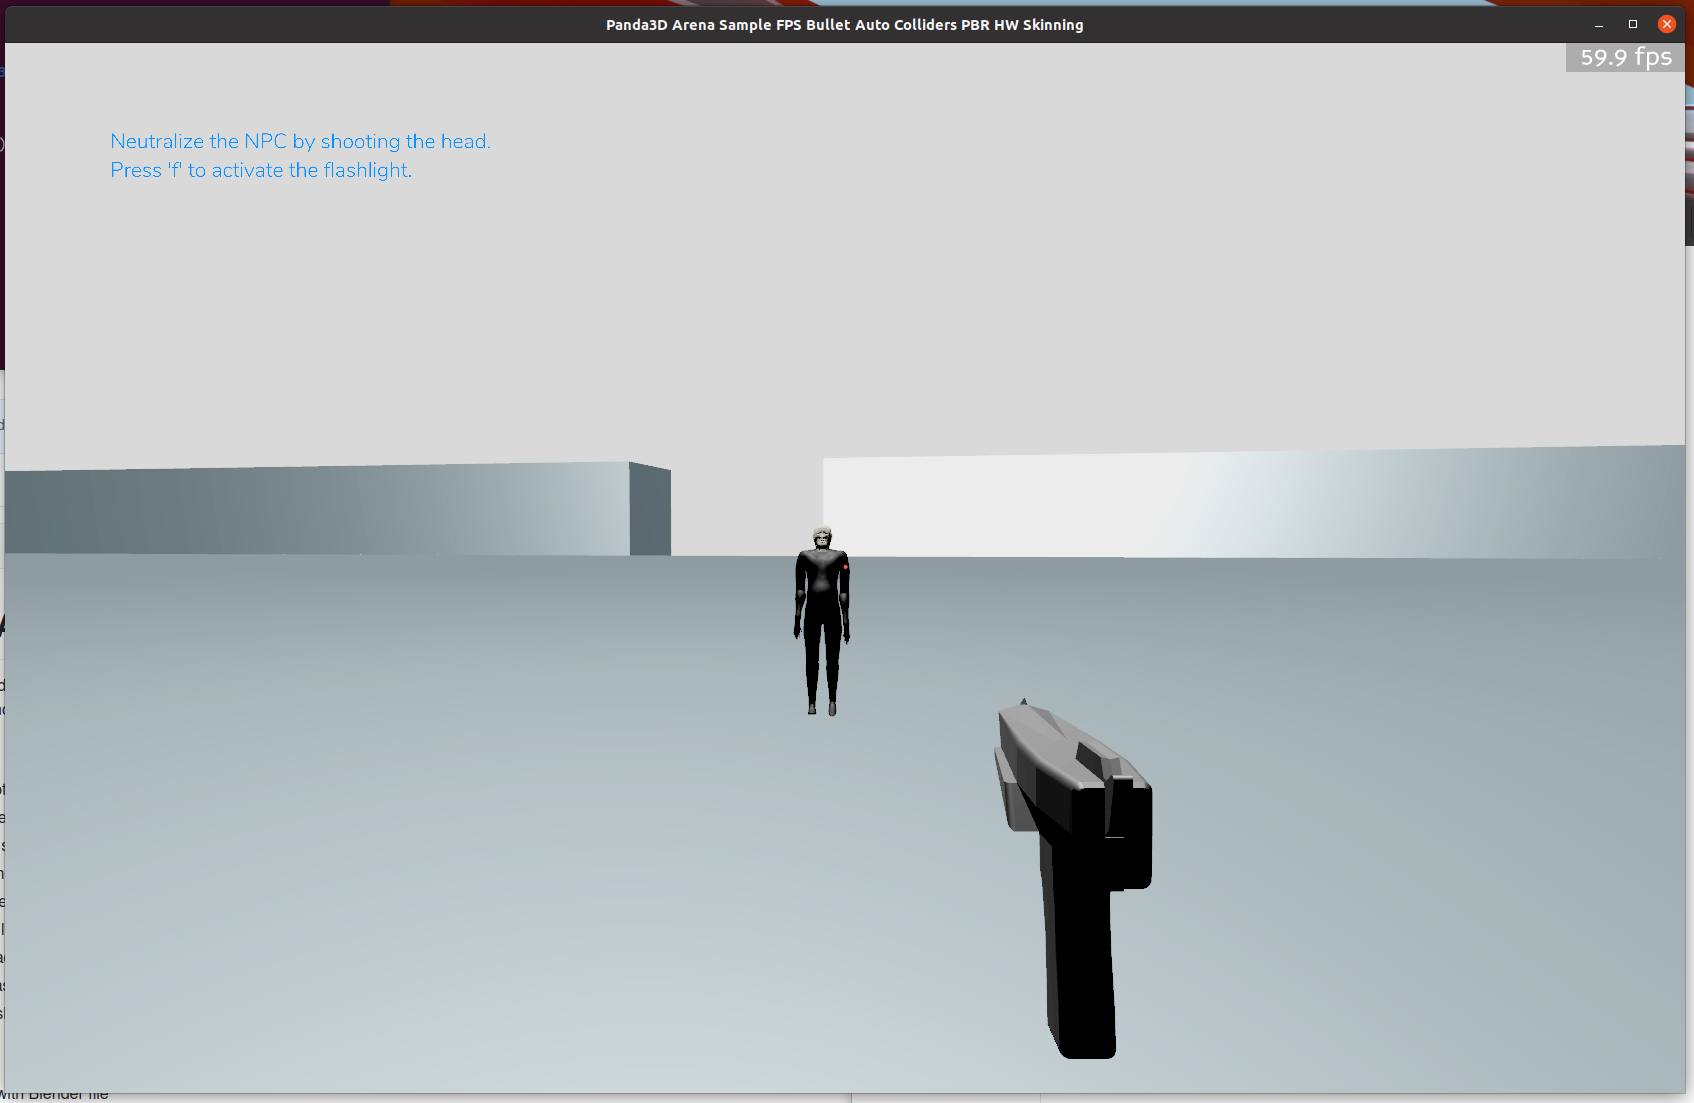 Panda3D Arena Sample FPS Bullet Auto Colliders PBR HW Skinning
59.9 fps
Neutralize the NPC by shooting the head.
Press 'f' to activate the flashlight.
with Blender file